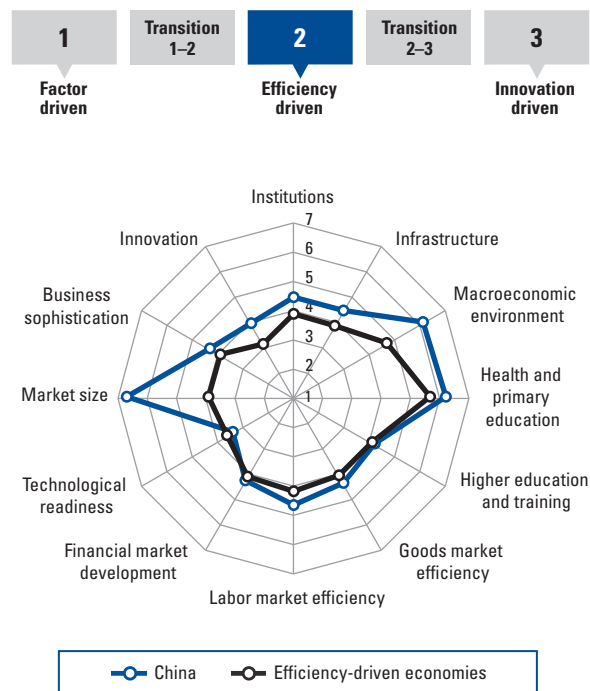 1
Transition
1–2
2
Transition
2–3
3
Factor
driven
Efficiency
driven
Innovation
driven
Institutions
7
6
5
4
3
2
1
Innovation
Infrastructure
Business
sophistication
Macroeconomic
environment
Market size
Health and
primary
education
Technological
readiness
Higher education
and training
Financial market
development
Goods market
efficiency
Labor market efficiency
China
Efficiency-driven economies